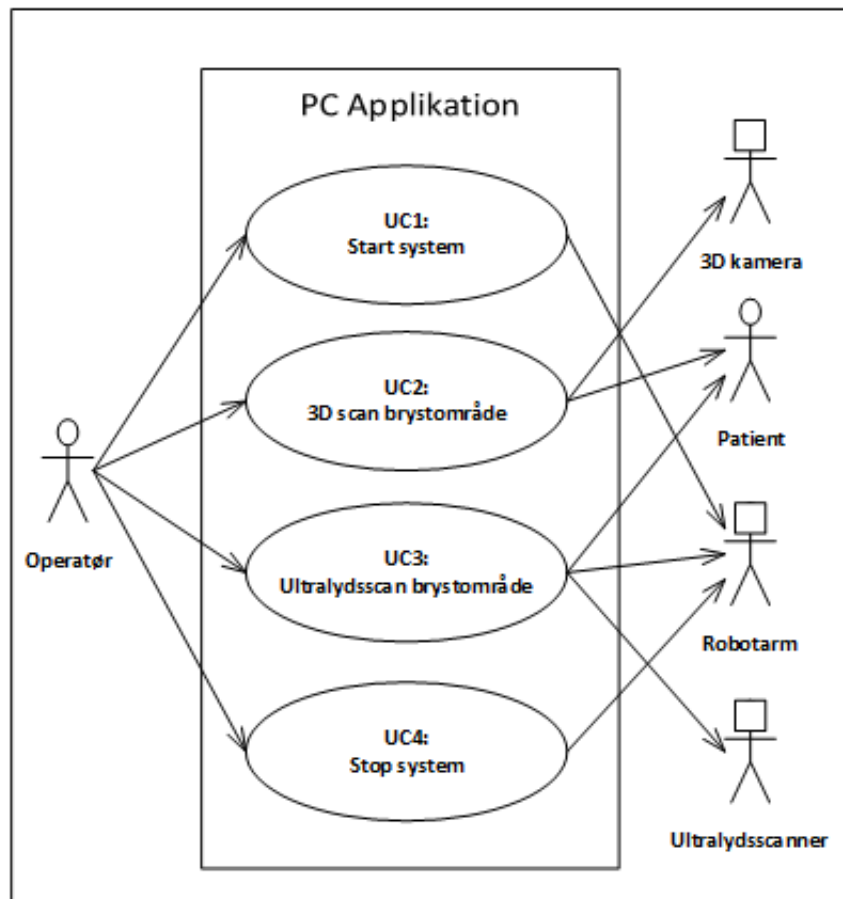 PC Applikation
UC1:
Start system
3D kamera
UC2:
3D scan brystområde
Patient
Operatør
UC3:
Ultralydsscan brystområde
Robotarm
UC4:
Stop system
Ultralydsscanner